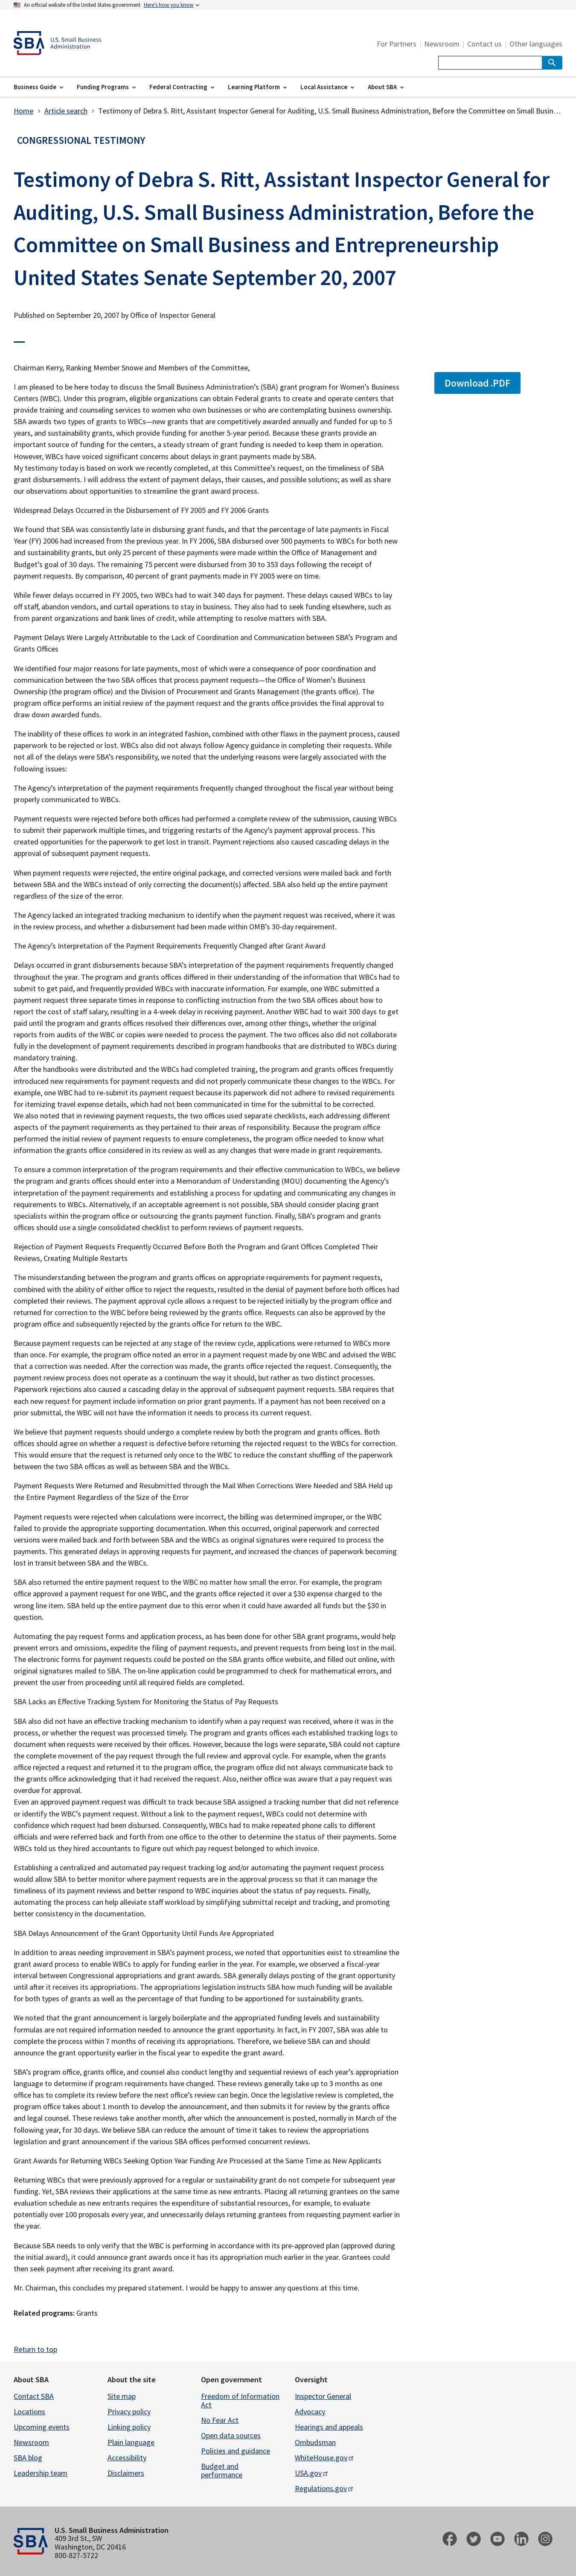 An official website of the United States government Here's how you know
SBA U.S. Small Business
Administration
For Partners | Newsroom | Contact us | Other languages
Business Guide Funding Programs Federal Contracting Learning Platform Local Assistance About SBA
Home > Article search > Testimony of Debra S. Ritt, Assistant Inspector General for Auditing, U.S. Small Business Administration, Before the Committee on Small Busin…
CONGRESSIONAL TESTIMONY
Testimony of Debra S. Ritt, Assistant Inspector General for
Auditing, U.S. Small Business Administration, Before the
Committee on Small Business and Entrepreneurship
United States Senate September 20, 2007
Published on September 20, 2007 by Office of Inspector General
Download .PDF
Chairman Kerry, Ranking Member Snowe and Members of the Committee,
I am pleased to be here today to discuss the Small Business Administration's (SBA) grant program for Women's Business
Centers (WBC). Under this program, eligible organizations can obtain Federal grants to create and operate centers that
provide training and counseling services to women who own businesses or who are contemplating business ownership.
SBA awards two types of grants to WBCs—new grants that are competitively awarded annually and funded for up to 5
years, and sustainability grants, which provide funding for another 5-year period. Because these grants provide an
important source of funding for the centers, a steady stream of grant funding is needed to keep them in operation.
However, WBCs have voiced significant concerns about delays in grant payments made by SBA.
My testimony today is based on work we recently completed, at this Committee's request, on the timeliness of SBA
grant disbursements. I will address the extent of payment delays, their causes, and possible solutions; as well as share
our observations about opportunities to streamline the grant award process.
Widespread Delays Occurred in the Disbursement of FY 2005 and FY 2006 Grants
We found that SBA was consistently late in disbursing grant funds, and that the percentage of late payments in Fiscal
Year (FY) 2006 had increased from the previous year. In FY 2006, SBA disbursed over 500 payments to WBCs for both new
and sustainability grants, but only 25 percent of these payments were made within the Office of Management and
Budget's goal of 30 days. The remaining 75 percent were disbursed from 30 to 353 days following the receipt of
payment requests. By comparison, 40 percent of grant payments made in FY 2005 were on time.
While fewer delays occurred in FY 2005, two WBCs had to wait 340 days for payment. These delays caused WBCs to lay
off staff, abandon vendors, and curtail operations to stay in business. They also had to seek funding elsewhere, such as
from parent organizations and bank lines of credit, while attempting to resolve matters with SBA.
Payment Delays Were Largely Attributable to the Lack of Coordination and Communication between SBA's Program and
Grants Offices
We identified four major reasons for late payments, most of which were a consequence of poor coordination and
communication between the two SBA offices that process payment requests—the Office of Women's Business
Ownership (the program office) and the Division of Procurement and Grants Management (the grants office). The
program office performs an initial review of the payment request and the grants office provides the final approval to
draw down awarded funds.
The inability of these offices to work in an integrated fashion, combined with other flaws in the payment process, caused
paperwork to be rejected or lost. WBCs also did not always follow Agency guidance in completing their requests. While
not all of the delays were SBA's responsibility, we noted that the underlying reasons were largely associated with the
following issues:
The Agency's interpretation of the payment requirements frequently changed throughout the fiscal year without being
properly communicated to WBCs.
Payment requests were rejected before both offices had performed a complete review of the submission, causing WBCs
to submit their paperwork multiple times, and triggering restarts of the Agency's payment approval process. This
created opportunities for the paperwork to get lost in transit. Payment rejections also caused cascading delays in the
approval of subsequent requests.
When payment requests were rejected, the entire original package, and corrected versions were mailed back and forth
between SBA and the WBCs instead of only correcting the document(s) affected. SBA also held up the entire payment
regardless of the size of the error.
The Agency lacked an integrated tracking mechanism to identify when the payment request was received, where it was
in the review process, and whether a disbursement had been made within OMB's 30-day requirement.
The Agency's Interpretation of the Payment Requirements Frequently Changed after Grant Award
Delays occurred in grant disbursements because SBA's interpretation of the payment requirements frequently changed
throughout the year. The program and grants offices differed in their understanding of the information that WBCs had to
submit to get paid, and frequently provided WBCs with inaccurate information. For example, one WBC submitted a
payment request three separate times in response to conflicting instruction from the two SBA offices about how to
report the cost of staff salary, resulting in a 4-week delay in receiving payment. Another WBC had to wait 300 days to get
paid until the program and grants offices resolved their differences over, among other things, whether the original
reports from audits of the WBC or copies were needed to process the payment. The two offices also did not collaborate
fully in the development of payment requirements described in program handbooks that are distributed to WBCs during
mandatory training.
After the handbooks were distributed and the WBCs had completed training, the program and grants offices frequently
introduced new requirements for payment requests and did not properly communicate these changes to the WBCs. For
example, one WBC had to re-submit its payment request because its paperwork did not adhere to revised requirements
for itemizing travel expense details, which had not been communicated in time for the submittal to be corrected.
We also noted that in reviewing payment requests, the two offices used separate checklists, each addressing different
aspects of the payment requirements as they pertained to their areas of responsibility. Because the program office
performed the initial review of payment requests to ensure completeness, the program office needed to know what
information the grants office considered in its review as well as any changes that were made in grant requirements.
To ensure a common interpretation of the program requirements and their effective communication to WBCs, we believe
the program and grants offices should enter into a Memorandum of Understanding (MOU) documenting the Agency's
interpretation of payment requirements and establishing a process for updating and communicating any changes in
requirements to WBCs. Alternatively, if an acceptable agreement is not possible, SBA should consider placing grant
specialists within the program office or outsourcing the grants payment function. Finally, SBA's program and grants
offices should use a single consolidated checklist to perform reviews of payment requests.
Rejection of Payment Requests Frequently Occurred Before Both the Program and Grant Offices Completed Their
Reviews, Creating Multiple Restarts
The misunderstanding between the program and grants offices on appropriate requirements for payment requests,
combined with the ability of either office to reject the requests, resulted in the denial of payment before both offices had
completed their reviews. The payment approval cycle allows a request to be rejected initially by the program office and
returned for correction to the WBC before being reviewed by the grants office. Requests can also be approved by the
program office and subsequently rejected by the grants office for return to the WBC.
Because payment requests can be rejected at any stage of the review cycle, applications were returned to WBCs more
than once. For example, the program office noted an error in a payment request made by one WBC and advised the WBC
that a correction was needed. After the correction was made, the grants office rejected the request. Consequently, the
payment review process does not operate as a continuum the way it should, but rather as two distinct processes.
Paperwork rejections also caused a cascading delay in the approval of subsequent payment requests. SBA requires that
each new request for payment include information on prior grant payments. If a payment has not been received on a
prior submittal, the WBC will not have the information it needs to process its current request.
We believe that payment requests should undergo a complete review by both the program and grants offices. Both
offices should agree on whether a request is defective before returning the rejected request to the WBCs for correction.
This would ensure that the request is returned only once to the WBC to reduce the constant shuffling of the paperwork
between the two SBA offices as well as between SBA and the WBCs.
Payment Requests Were Returned and Resubmitted through the Mail When Corrections Were Needed and SBA Held up
the Entire Payment Regardless of the Size of the Error
Payment requests were rejected when calculations were incorrect, the billing was determined improper, or the WBC
failed to provide the appropriate supporting documentation. When this occurred, original paperwork and corrected
versions were mailed back and forth between SBA and the WBCs as original signatures were required to process the
payments. This generated delays in approving requests for payment, and increased the chances of paperwork becoming
lost in transit between SBA and the WBCs.
SBA also returned the entire payment request to the WBC no matter how small the error. For example, the program
office approved a payment request for one WBC, and the grants office rejected it over a $30 expense charged to the
wrong line item. SBA held up the entire payment due to this error when it could have awarded all funds but the $30 in
question.
Automating the pay request forms and application process, as has been done for other SBA grant programs, would help
prevent errors and omissions, expedite the filing of payment requests, and prevent requests from being lost in the mail.
The electronic forms for payment requests could be posted on the SBA grants office website, and filled out online, with
original signatures mailed to SBA. The on-line application could be programmed to check for mathematical errors, and
prevent the user from proceeding until all required fields are completed.
SBA Lacks an Effective Tracking System for Monitoring the Status of Pay Requests
SBA also did not have an effective tracking mechanism to identify when a pay request was received, where it was in the
process, or whether the request was processed timely. The program and grants offices each established tracking logs to
document when requests were received by their offices. However, because the logs were separate, SBA could not capture
the complete movement of the pay request through the full review and approval cycle. For example, when the grants
office rejected a request and returned it to the program office, the program office did not always communicate back to
the grants office acknowledging that it had received the request. Also, neither office was aware that a pay request was
overdue for approval.
Even an approved payment request was difficult to track because SBA assigned a tracking number that did not reference
or identify the WBC's payment request. Without a link to the payment request, WBCs could not determine with
confidence which request had been disbursed. Consequently, WBCs had to make repeated phone calls to different
officials and were referred back and forth from one office to the other to determine the status of their payments. Some
WBCs told us they hired accountants to figure out which pay request belonged to which invoice.
Establishing a centralized and automated pay request tracking log and/or automating the payment request process
would allow SBA to better monitor where payment requests are in the approval process so that it can manage the
timeliness of its payment reviews and better respond to WBC inquiries about the status of pay requests. Finally,
automating the process can help alleviate staff workload by simplifying submittal receipt and tracking, and promoting
better consistency in the documentation.
SBA Delays Announcement of the Grant Opportunity Until Funds Are Appropriated
In addition to areas needing improvement in SBA's payment process, we noted that opportunities exist to streamline the
grant award process to enable WBCs to apply for funding earlier in the year. For example, we observed a fiscal-year
interval between Congressional appropriations and grant awards. SBA generally delays posting of the grant opportunity
until after it receives its appropriations. The appropriations legislation instructs SBA how much funding will be available
for both types of grants as well as the percentage of that funding to be apportioned for sustainability grants.
We noted that the grant announcement is largely boilerplate and the appropriated funding levels and sustainability
formulas are not required information needed to announce the grant opportunity. In fact, in FY 2007, SBA was able to
complete the process within 7 months of receiving its appropriations. Therefore, we believe SBA can and should
announce the grant opportunity earlier in the fiscal year to expedite the grant award.
SBA's program office, grants office, and counsel also conduct lengthy and sequential reviews of each year's appropriation
language to determine if program requirements have changed. These reviews generally take up to 3 months as one
office has to complete its review before the next office's review can begin. Once the legislative review is completed, the
program office takes about 1 month to develop the announcement, and then submits it for review by the grants office
and legal counsel. These reviews take another month, after which the announcement is posted, normally in March of the
following year, for 30 days. We believe SBA can reduce the amount of time it takes to review the appropriations
legislation and grant announcement if the various SBA offices performed concurrent reviews.
Grant Awards for Returning WBCs Seeking Option Year Funding Are Processed at the Same Time as New Applicants
Returning WBCs that were previously approved for a regular or sustainability grant do not compete for subsequent year
funding. Yet, SBA reviews their applications at the same time as new entrants. Placing all returning grantees on the same
evaluation schedule as new entrants requires the expenditure of substantial resources, for example, to evaluate
potentially over 100 proposals every year, and unnecessarily delays returning grantees from requesting payment earlier in
the year.
Because SBA needs to only verify that the WBC is performing in accordance with its pre-approved plan (approved during
the initial award), it could announce grant awards once it has its appropriation much earlier in the year. Grantees could
then seek payment after receiving its grant award.
Mr. Chairman, this concludes my prepared statement. I would be happy to answer any questions at this time.
Related programs: Grants
Return to top
About SBA
Contact SBA
Locations
Upcoming events
Newsroom
SBA blog
Leadership team
About the site
Site map
Privacy policy
Linking policy
Plain language
Accessibility
Disclaimers
Open government
Freedom of Information
Act
No Fear Act
Open data sources
Policies and guidance
Budget and
performance
Oversight
Inspector General
Advocacy
Hearings and appeals
Ombudsman
WhiteHouse.gov
USA.gov
Regulations.gov
SBA
U.S. Small Business Administration
409 3rd St., SW
Washington, DC 20416
800-827-5722